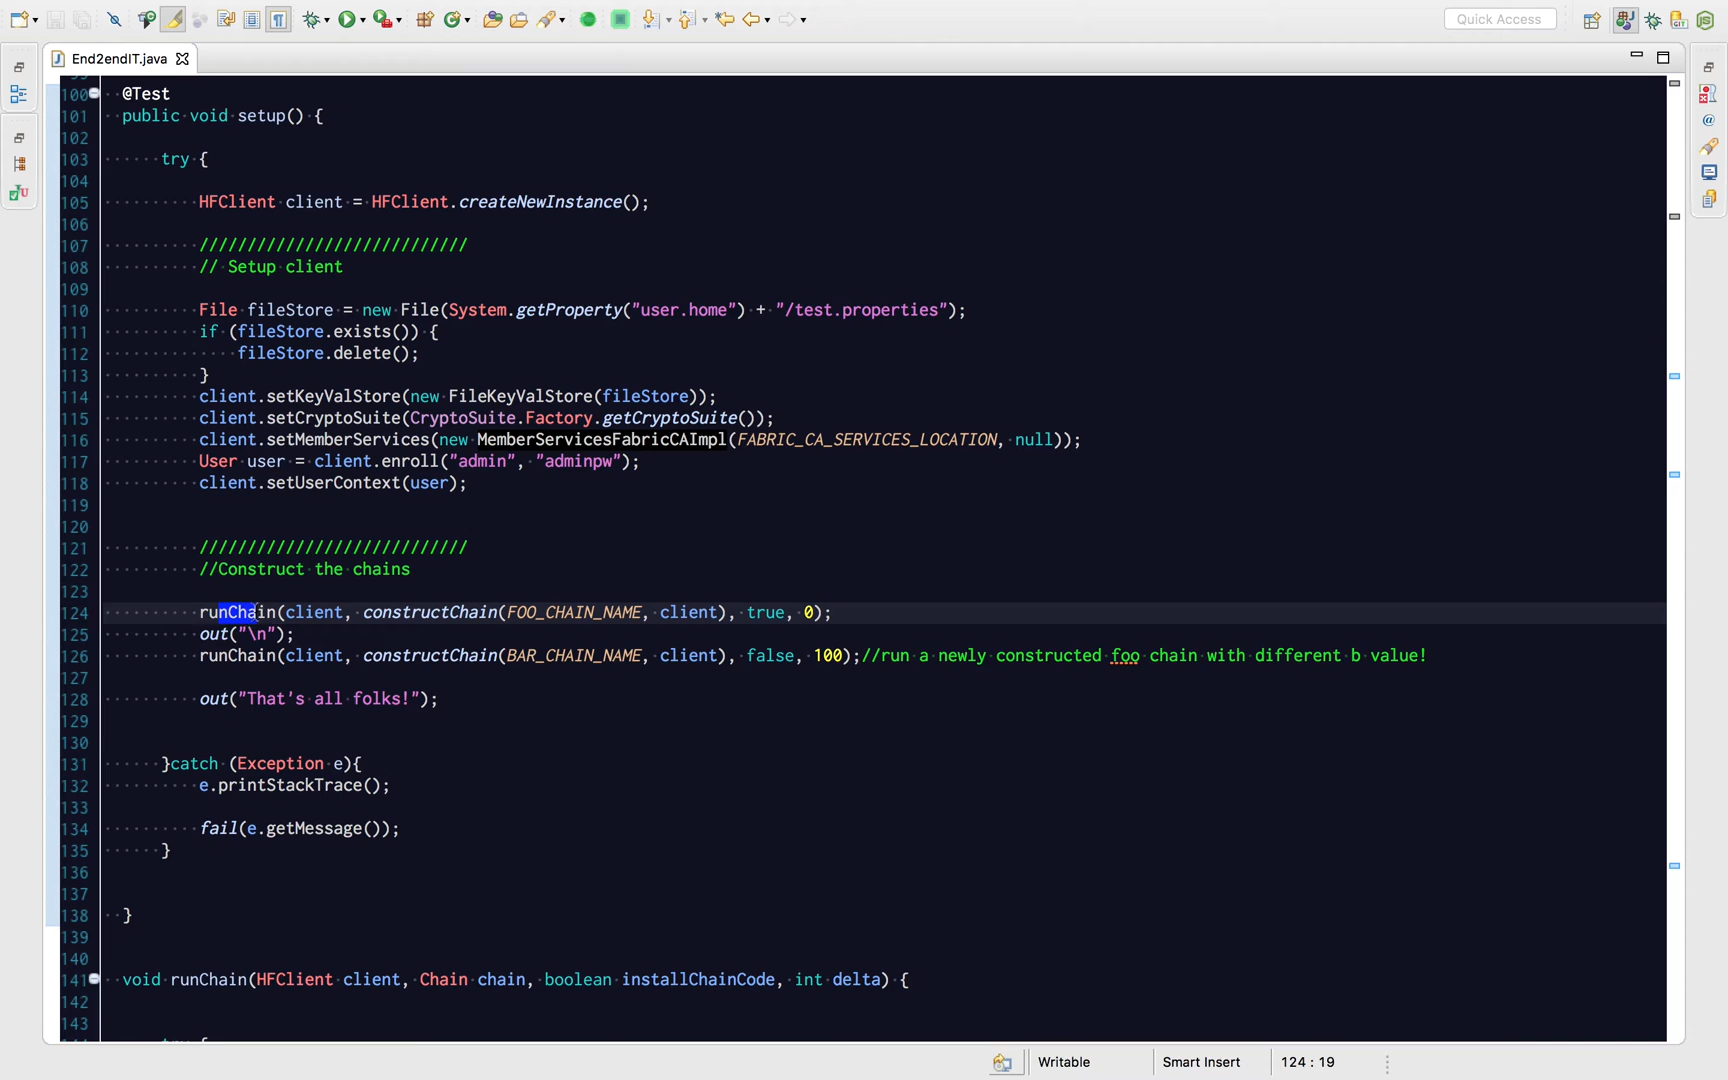 Quick Access
End2endIT.java
100 @Test
101 public void setup() {
102
103 try {
104
105 HFClient client = HFClient.createNewInstance();
106
107 ////////////////////////////
108 // Setup client
109
110 File fileStore = new File(System.getProperty("user.home") + "/test.properties");
111 if (fileStore.exists()) {
112 fileStore.delete();
113 }
114 client.setKeyValStore(new FileKeyValStore(fileStore));
115 client.setCryptoSuite(CryptoSuite.Factory.getCryptoSuite());
116 client.setMemberServices(new MemberServicesFabricCAImpl(FABRIC_CA_SERVICES_LOCATION, null));
117 User user = client.enroll("admin", "adminpw");
118 client.setUserContext(user);
119
120
121 ////////////////////////////
122 //Construct the chains
123
124 runChain(client, constructChain(FOO_CHAIN_NAME, client), true, 0);
125 out("\n");
126 runChain(client, constructChain(BAR_CHAIN_NAME, client), false, 100);//run a newly constructed foo chain with different b value!
127
128 out("That's all folks!");
129
130
131 }catch (Exception e){
132 e.printStackTrace();
133
134 fail(e.getMessage());
135 }
136
137
138 }
139
140
141 void runChain(HFClient client, Chain chain, boolean installChainCode, int delta) {
142
143
Writable
Smart Insert
124 : 19